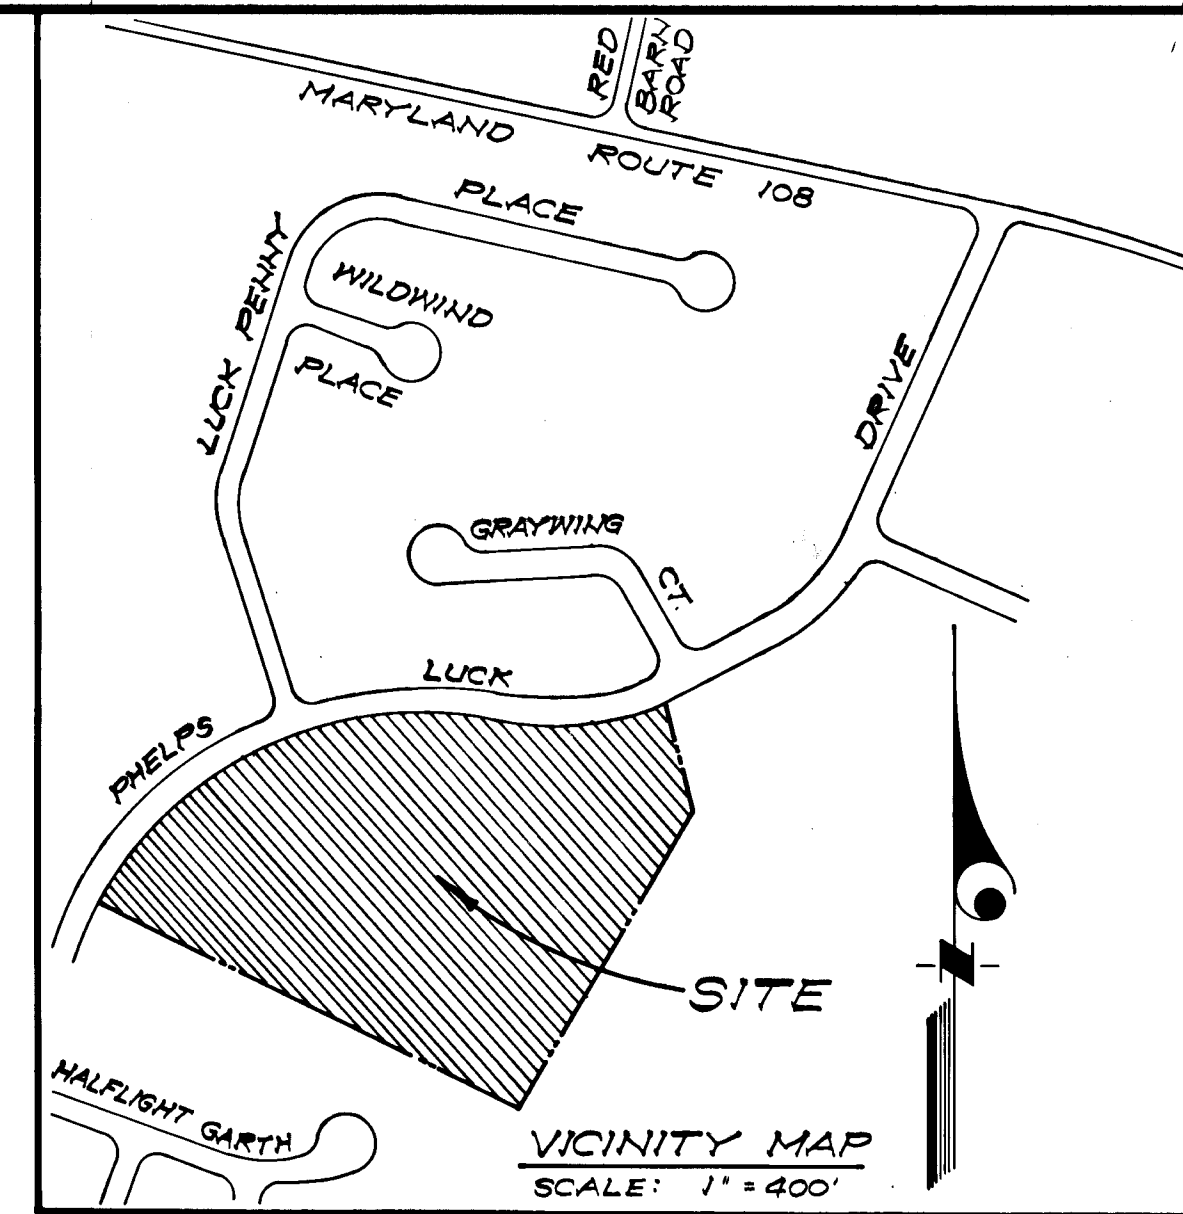 RED
BARN
ROAD
MARYLAND ROUTE 108
PLACE
LUCK PENNY
WILDWIND
PLACE
DRIVE
GRAYWING
CT.
LUCK
PHELPS
SITE
HALFLIGHT GARTH
N
VICINITY MAP
SCALE: 1" = 400'